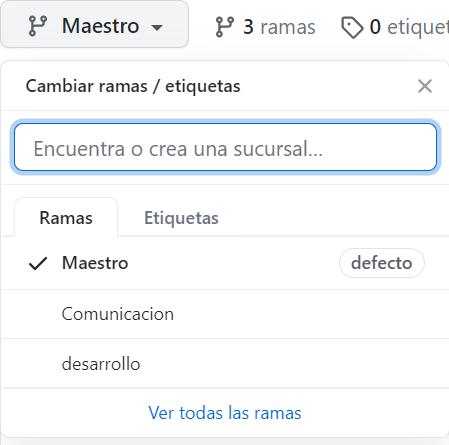 Maestro 3 ramas 0
Cambiar ramas / etiquetas
Encuentra o crea una sucursal...
Ramas Etiquetas
Maestro defecto
Comunicacion
desarrollo
Ver todas las ramas